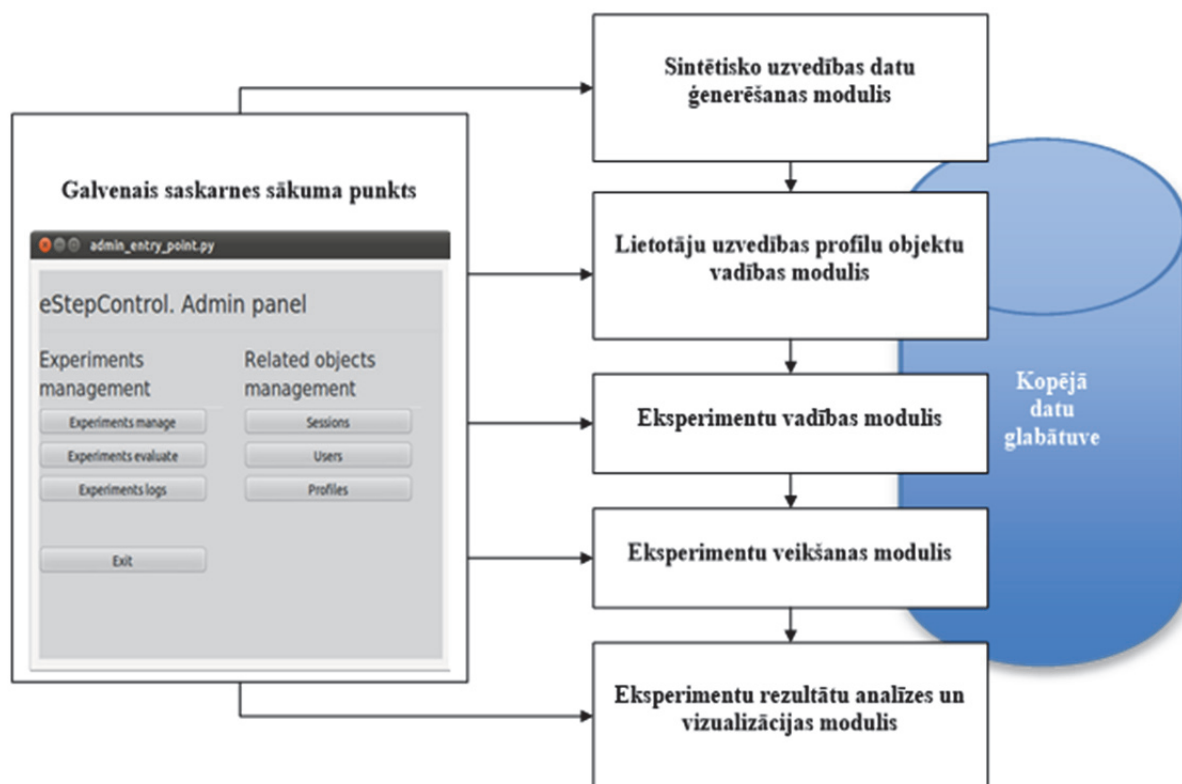 Galvenais saskarnes sākuma punkts
admin_entry_point.py
eStepControl. Admin panel
Experiments
management
Experiments manage
Experiments evaluate
Experiments logs
Exit
Related objects
management
Sessions
Users
Profiles
Sintētisko uzvedības datu
ģenerēšanas modulis
Lietotāju uzvedības profilu objektu
vadības modulis
Eksperimentu vadības modulis
Eksperimentu veikšanas modulis
Eksperimentu rezultātu analīzes un
vizualizācijas modulis
Kopējā
datu
glabātuve